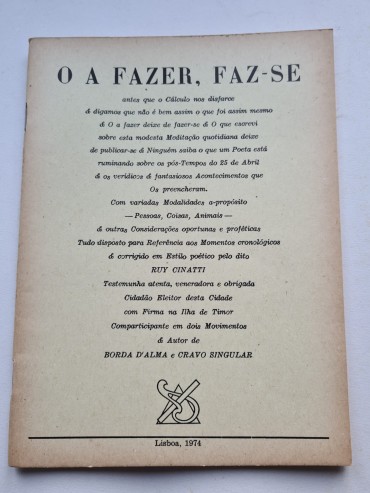 O A FAZER, FAZ-SE
antes que o Cálculo nos disfarce
& digamos que não é bem assim o que foi assim mesmo
& O a fazer deixe de fazer-se & O que escrevi
sobre esta modesta Meditação quotidiana deixe
de publicar-se & Ninguém saiba o que um Poeta está
ruminando sobre os pós-Tempos do 25 de Abril
& os verídicos & fantasiosos Acontecimentos que
Os preencheram.
Com variadas Modalidades a-propósito
—Pessoas, Coisas, Animais—
& outras Considerações oportunas e proféticas
Tudo disposto para Referência aos Momentos cronológicos
& corrigido em Estilo poético pelo dito
RUY CINATTI
Testemunha atenta, veneradora e obrigada
Cidadão Eleitor desta Cidade
com Firma na Ilha de Timor
Comparticipante em dois Movimentos
& Autor de
BORDA D'ALMA e CRAVO SINGULAR
Lisboa, 1974